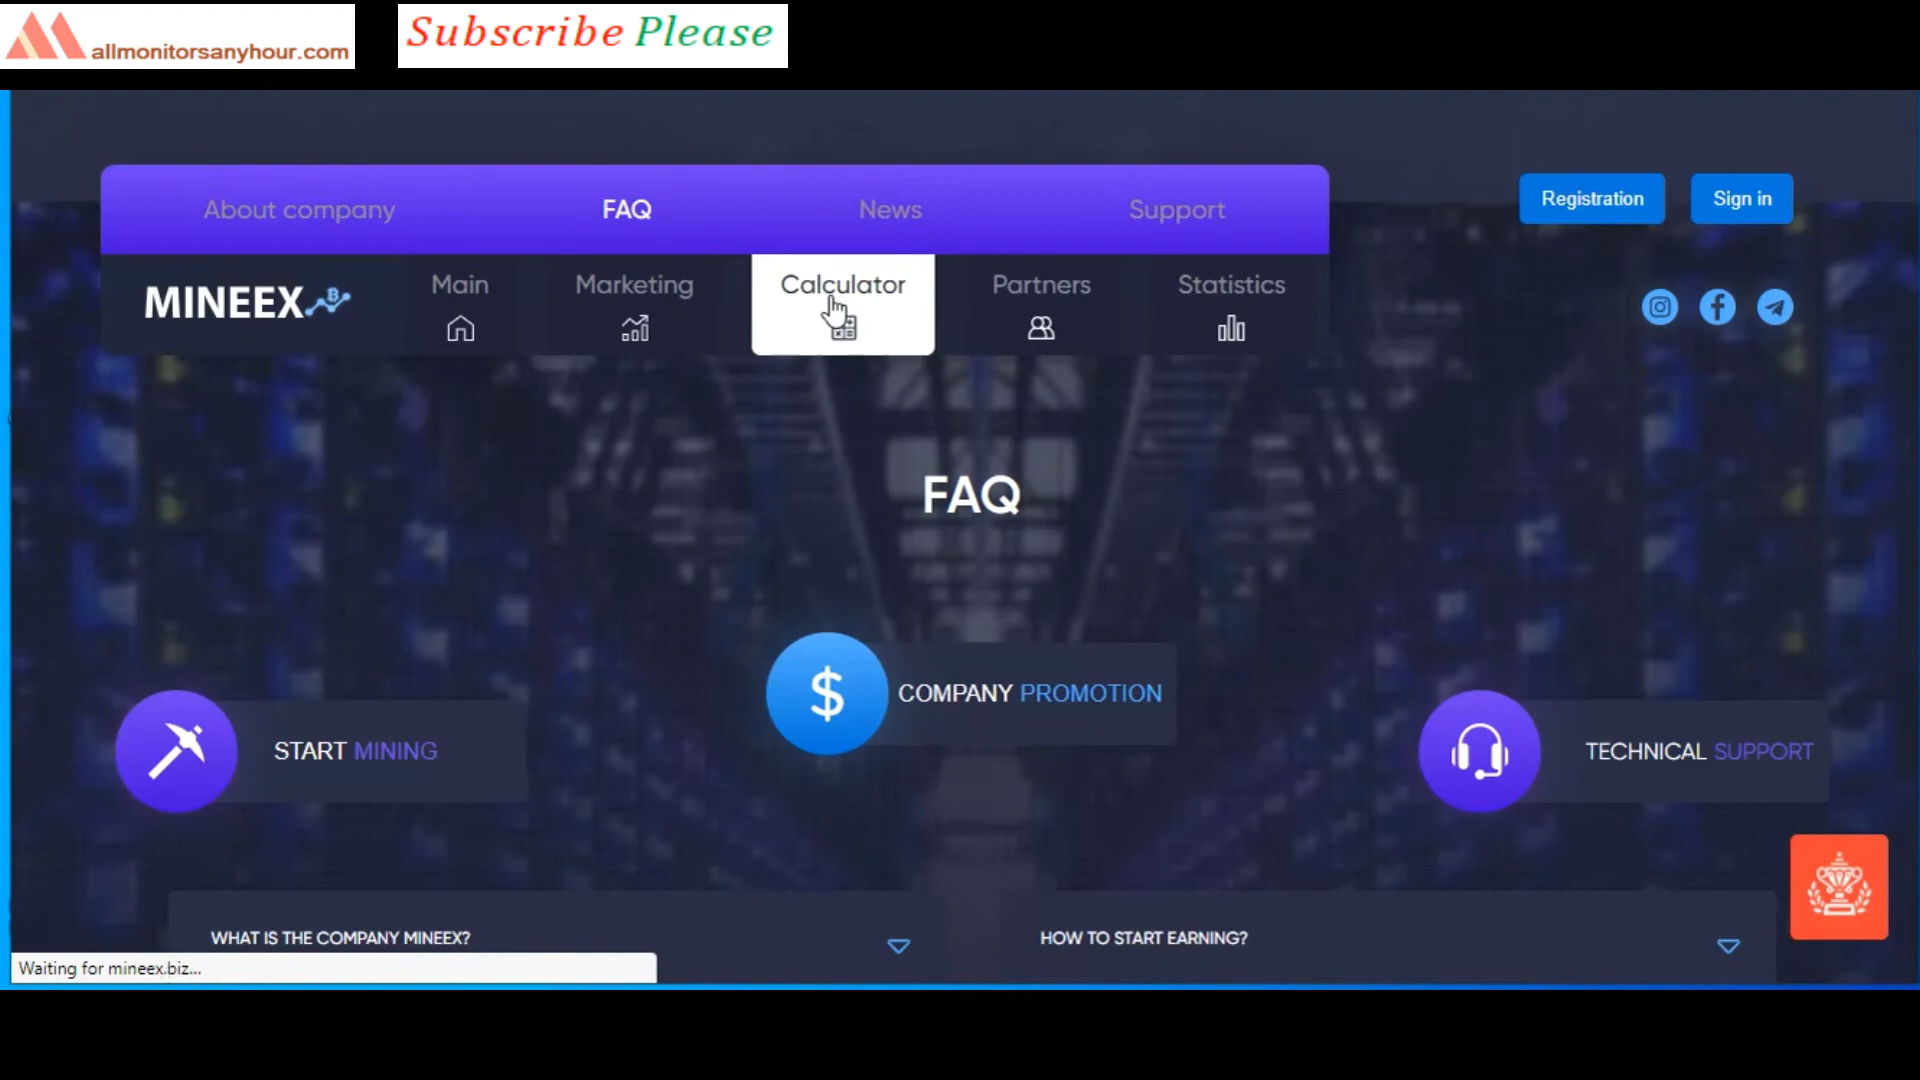 allmonitorsanyhour.com
Subscribe Please
About company
FAQ
News
Support
Registration
Sign in
MINEEX
Main
Marketing
Calculator
Partners
Statistics
FAQ
COMPANY PROMOTION
START MINING
TECHNICAL SUPPORT
WHAT IS THE COMPANY MINEEX?
HOW TO START EARNING?
Waiting for mineex.biz...